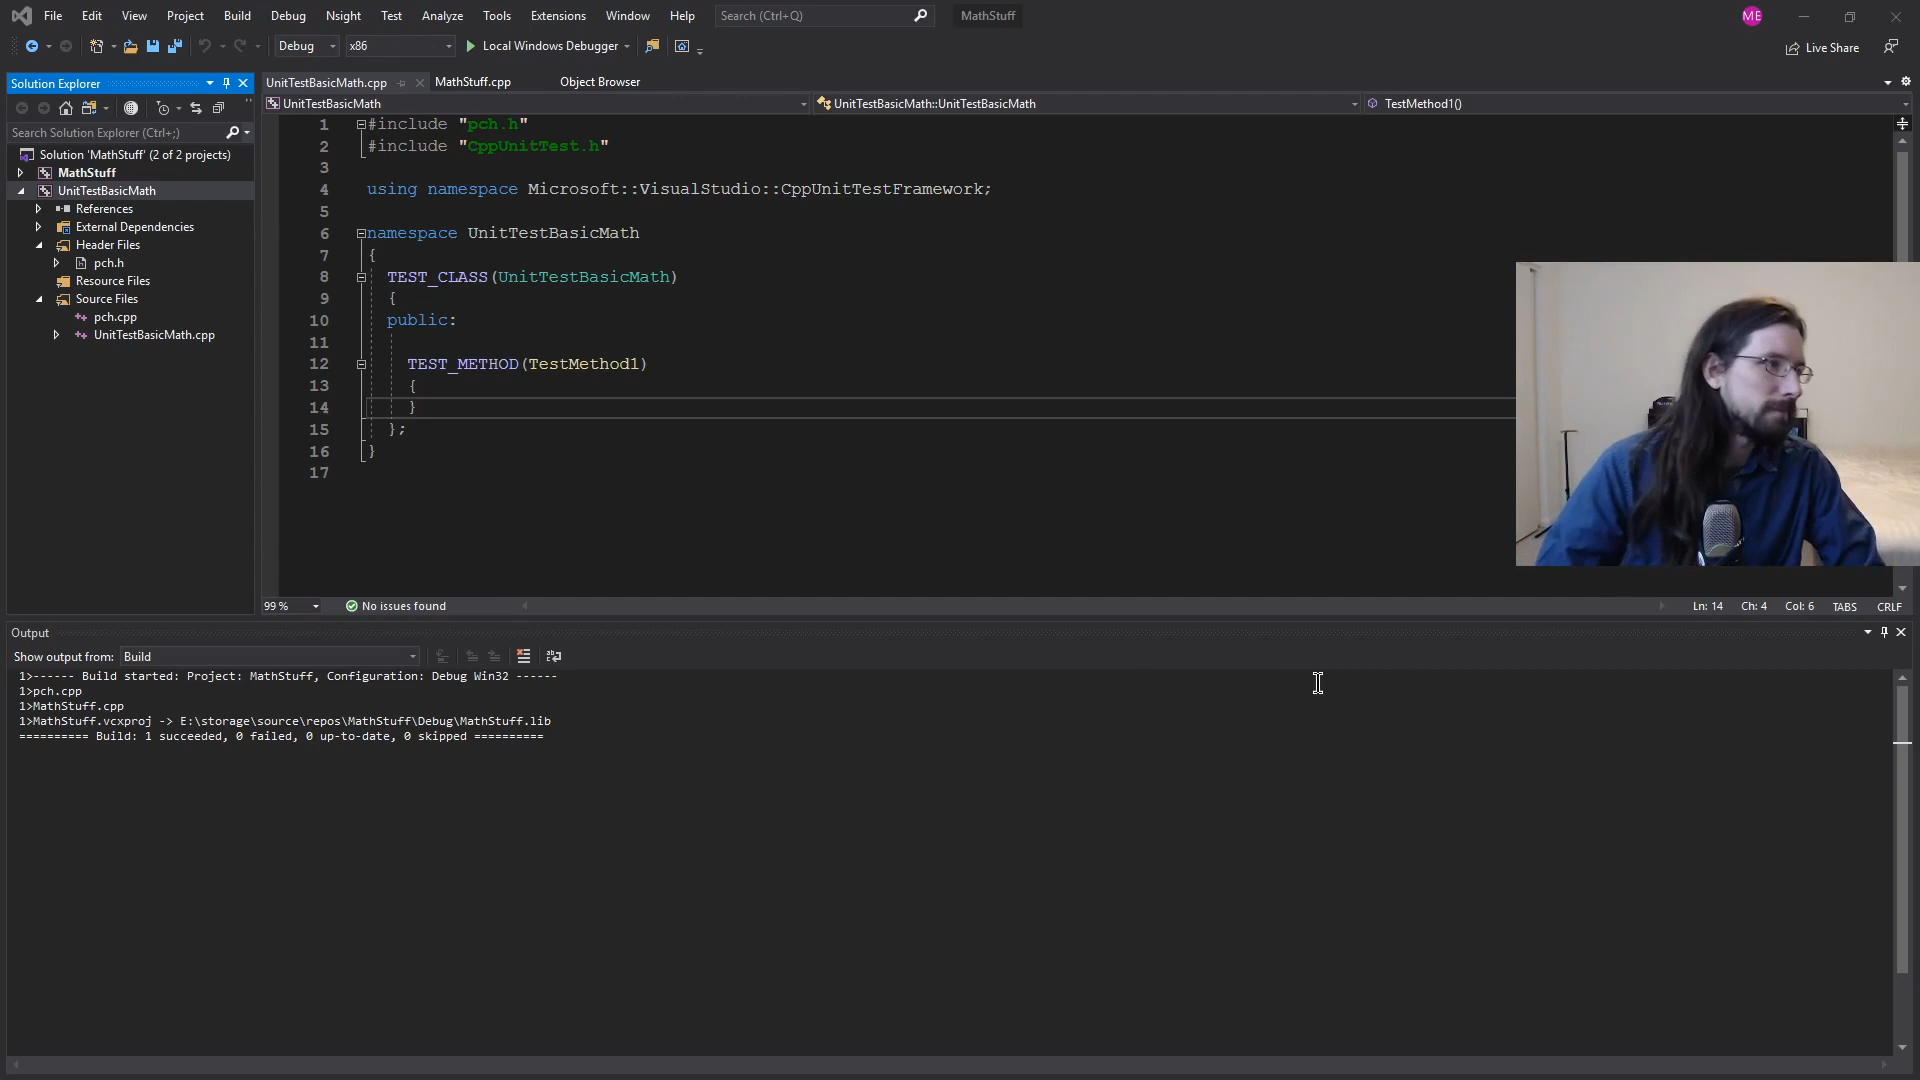 File Edit View Project Build Debug Nsight Test Analyze Tools Extensions Window Help Search (Ctrl+Q) MathStuff ME
Debug x86 Local Windows Debugger Live Share
Solution Explorer
Search Solution Explorer (Ctrl+;)
Solution 'MathStuff' (2 of 2 projects)
MathStuff
UnitTestBasicMath
References
External Dependencies
Header Files
pch.h
Resource Files
Source Files
pch.cpp
UnitTestBasicMath.cpp
UnitTestBasicMath.cpp MathStuff.cpp Object Browser
UnitTestBasicMath UnitTestBasicMath::UnitTestBasicMath TestMethod1()
1 #include "pch.h"
2 #include "CppUnitTest.h"
3
4 using namespace Microsoft::VisualStudio::CppUnitTestFramework;
5
6 namespace UnitTestBasicMath
7 {
8 TEST_CLASS(UnitTestBasicMath)
9 {
10 public:
11
12 TEST_METHOD(TestMethod1)
13 {
14 }
15 };
16 }
17
99 % No issues found Ln: 14 Ch: 4 Col: 6 TABS CRLF
Output
Show output from: Build
1>------ Build started: Project: MathStuff, Configuration: Debug Win32 ------
1>pch.cpp
1>MathStuff.cpp
1>MathStuff.vcxproj -> E:\storage\source\repos\MathStuff\Debug\MathStuff.lib
========== Build: 1 succeeded, 0 failed, 0 up-to-date, 0 skipped ==========